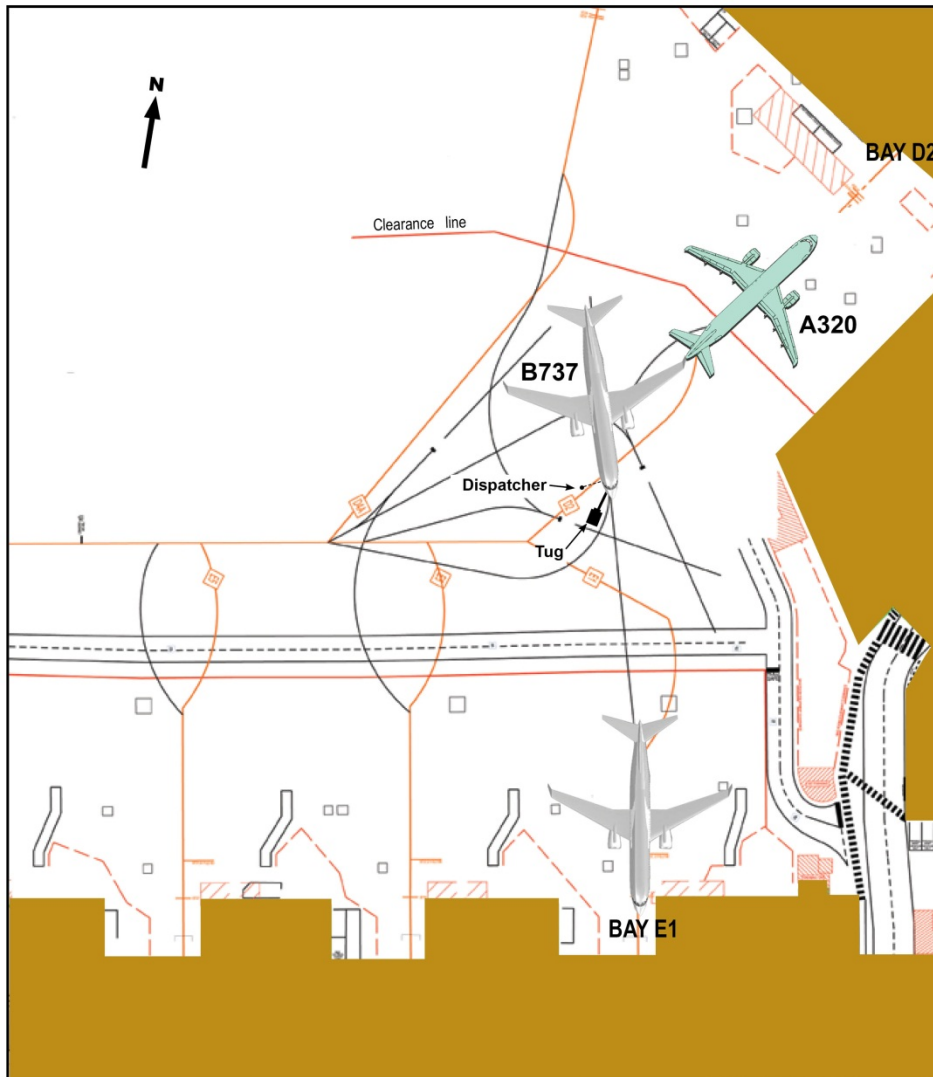 N
BAY D2
Clearance line
A320
B737
Dispatcher
Tug
BAY E1